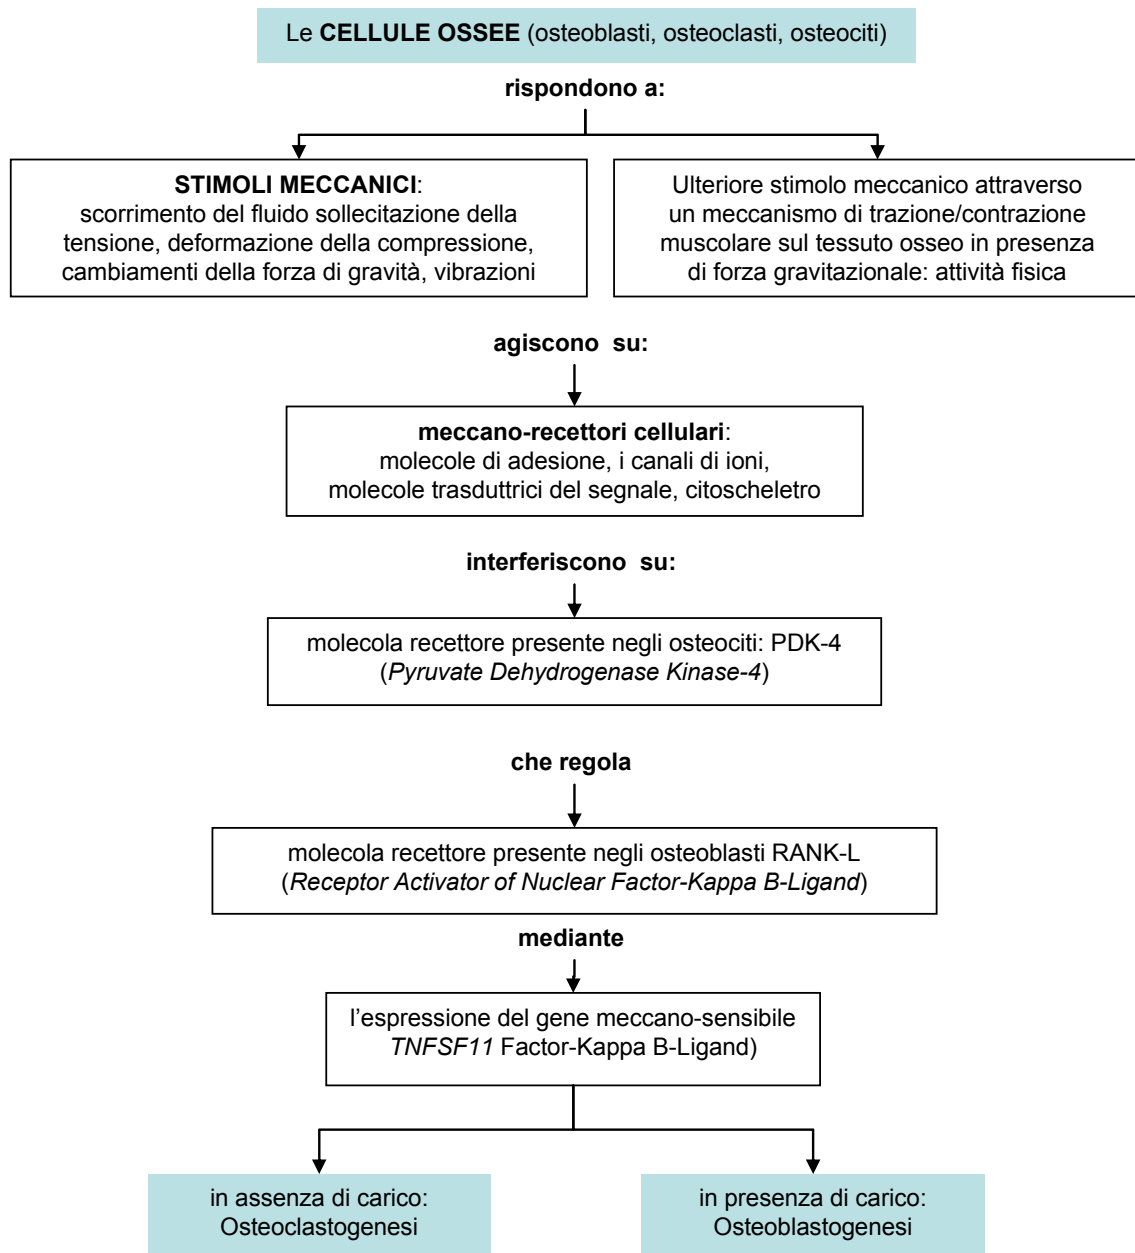 Le CELLULE OSSEE (osteoblasti, osteoclasti, osteociti)
rispondono a:
STIMOLI MECCANICI:
scorrimento del fluido sollecitazione della
tensione, deformazione della compressione,
cambiamenti della forza di gravità, vibrazioni
Ulteriore stimolo meccanico attraverso
un meccanismo di trazione/contrazione
muscolare sul tessuto osseo in presenza
di forza gravitazionale: attività fisica
agiscono su:
meccano-recettori cellulari:
molecole di adesione, i canali di ioni,
molecole trasduttrici del segnale, citoscheletro
interferiscono su:
molecola recettore presente negli osteociti: PDK-4
(Pyruvate Dehydrogenase Kinase-4)
che regola
molecola recettore presente negli osteoblasti RANK-L
(Receptor Activator of Nuclear Factor-Kappa B-Ligand)
mediante
l'espressione del gene meccano-sensibile
TNFSF11 Factor-Kappa B-Ligand)
in assenza di carico:
Osteoclastogenesi
in presenza di carico:
Osteoblastogenesi